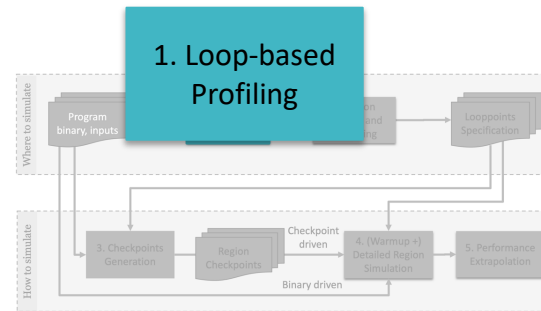 1. Loop-based
Profiling
Where to simulate
Program
binary, inputs
and
Looppoints
Specification
How to simulate
3. Checkpoints
Generation
Region
Checkpoints
Checkpoint
driven
Binary driven
4. (Warmup +)
Detailed Region
Simulation
5. Performance
Extrapolation